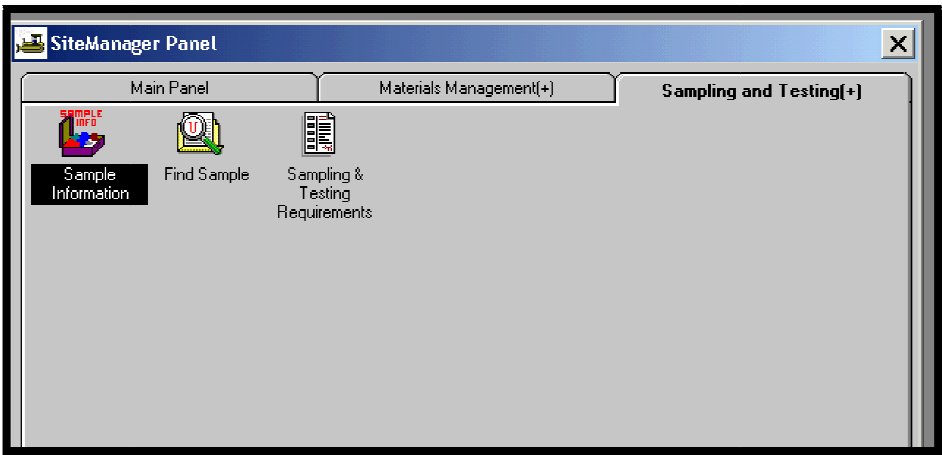 SiteManager Panel
Main Panel
Materials Management(+)
Sampling and Testing(+)
SAMPLE
INFO
U
Sample
Information
Find Sample
Sampling &
Testing
Requirements